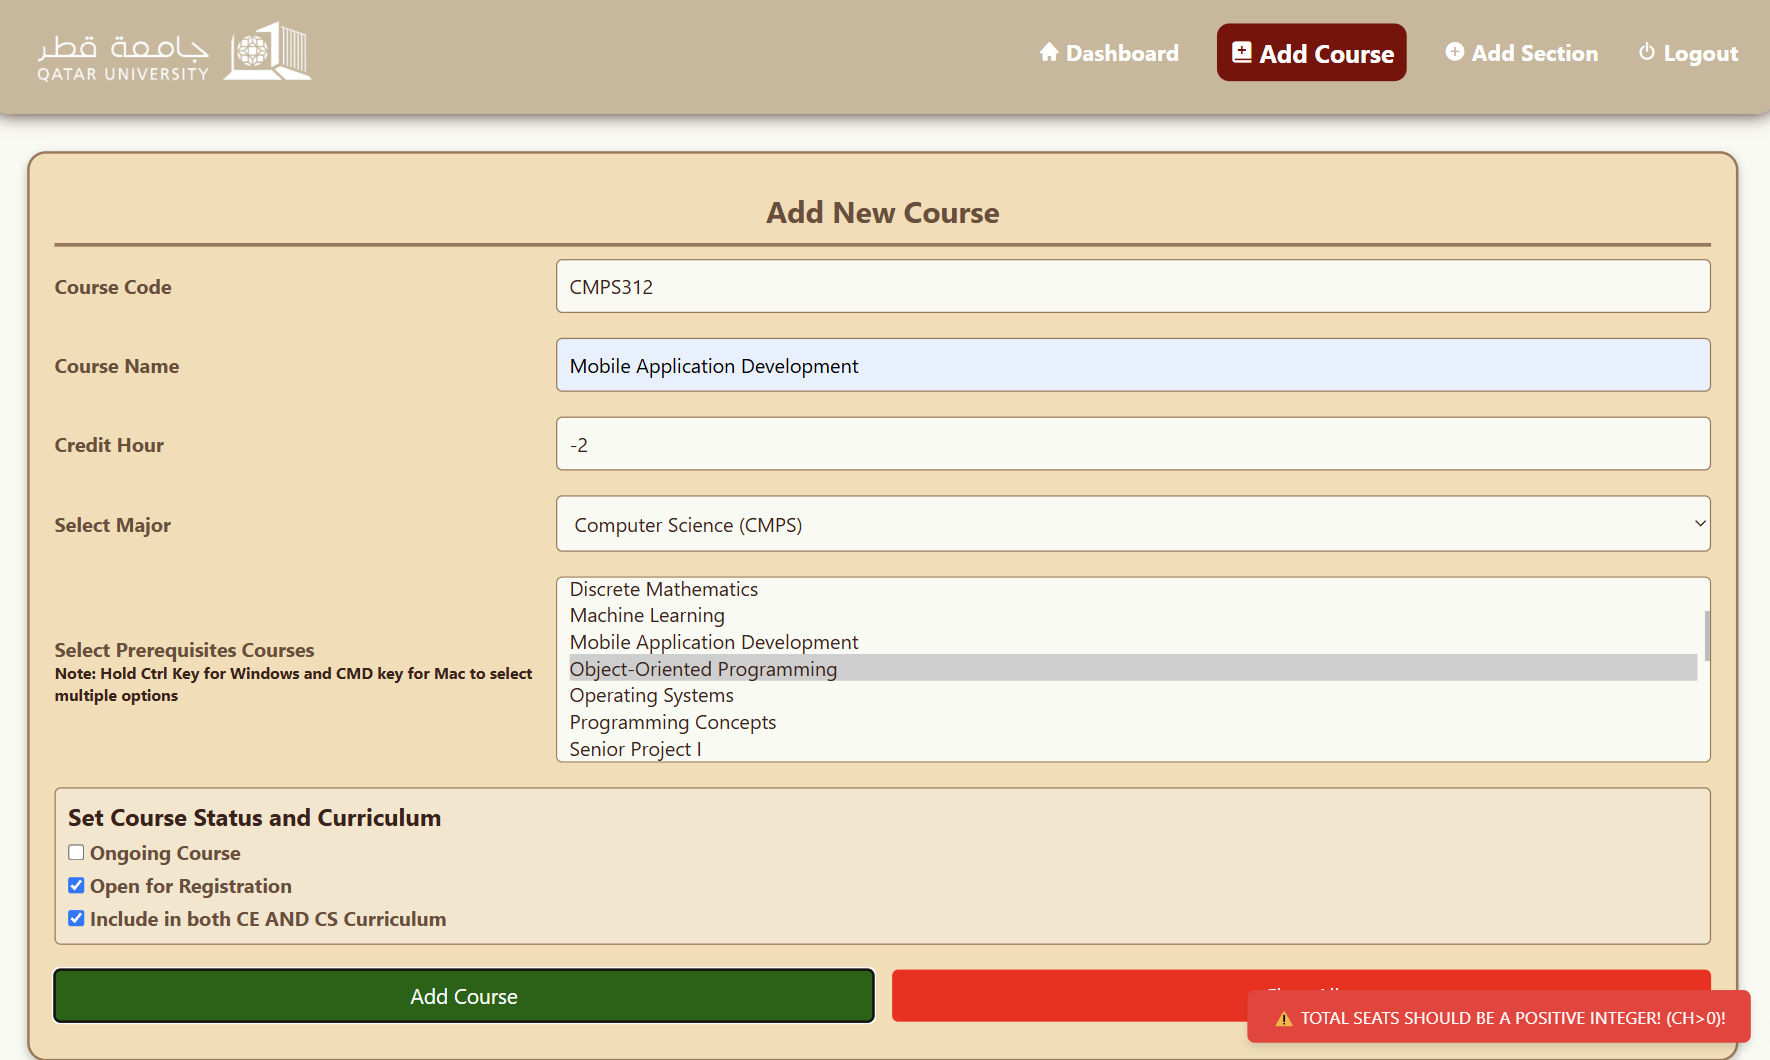 جامعة قطر
QATAR UNIVERSITY
Dashboard
Add Course
Add Section
Logout
Add New Course
Course Code
CMPS312
Course Name
Mobile Application Development
Credit Hour
-2
Select Major
Computer Science (CMPS)
Select Prerequisites Courses
Note: Hold Ctrl Key for Windows and CMD key for Mac to select
multiple options
Discrete Mathematics
Machine Learning
Mobile Application Development
Object-Oriented Programming
Operating Systems
Programming Concepts
Senior Project I
Set Course Status and Curriculum
Ongoing Course
Open for Registration
Include in both CE AND CS Curriculum
Add Course
TOTAL SEATS SHOULD BE A POSITIVE INTEGER! (CH>0)!